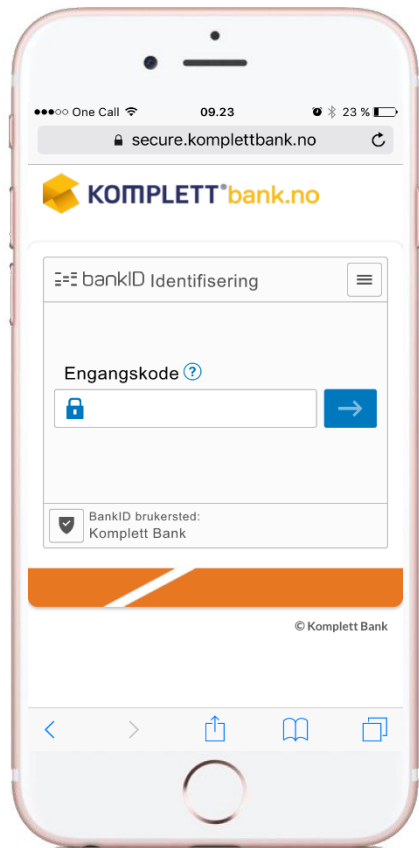 One Call 09.23 23 %
secure.komplettbank.no
KOMPLETT®bank.no
bankID Identifisering
Engangskode ?
BankID brukersted:
Komplett Bank
© Komplett Bank